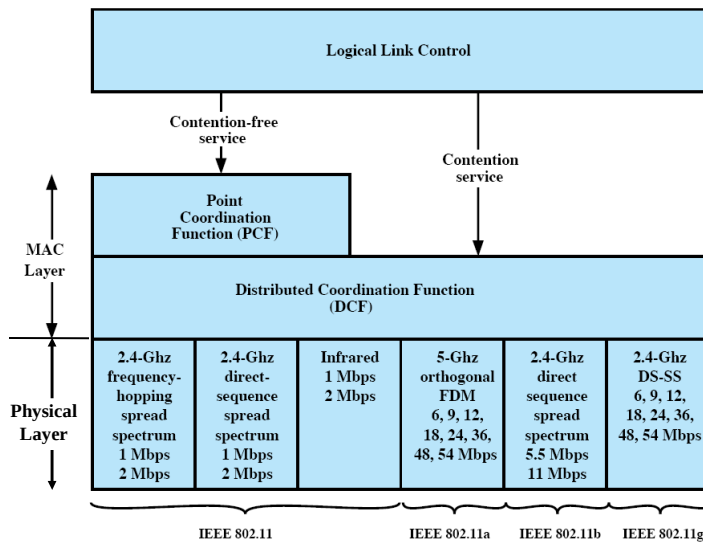 Logical Link Control
Contention-free
service
Contention
service
Point
Coordination
Function (PCF)
MAC
Layer
Distributed Coordination Function
(DCF)
Physical
Layer
2.4-Ghz
frequency-
hopping
spread
spectrum
1 Mbps
2 Mbps
2.4-Ghz
direct-
sequence
spread
spectrum
1 Mbps
2 Mbps
Infrared
1 Mbps
2 Mbps
5-Ghz
orthogonal
FDM
6, 9, 12,
18, 24, 36,
48, 54 Mbps
2.4-Ghz
direct
sequence
spread
spectrum
5.5 Mbps
11 Mbps
2.4-Ghz
DS-SS
6, 9, 12,
18, 24, 36,
48, 54 Mbps
IEEE 802.11
IEEE 802.11a
IEEE 802.11b
IEEE 802.11g